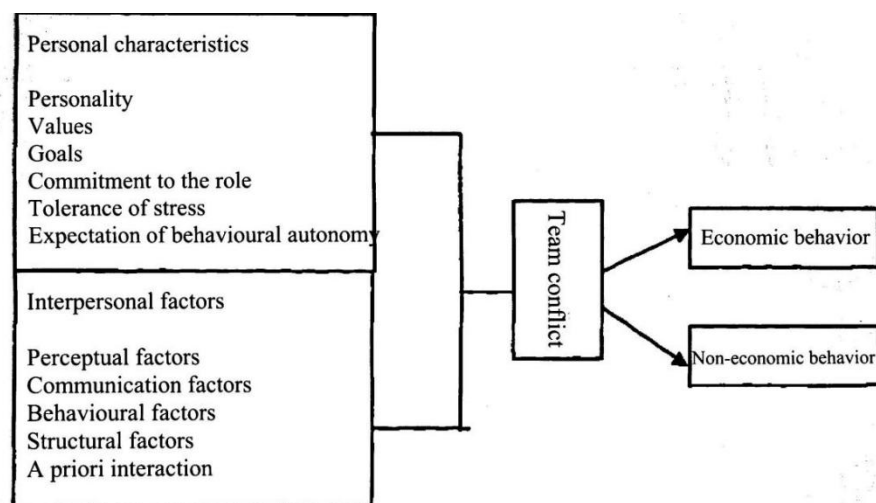 Personal characteristics
Personality
Values
Goals
Commitment to the role
Tolerance of stress
Expectation of behavioural autonomy
Interpersonal factors
Perceptual factors
Communication factors
Behavioural factors
Structural factors
A priori interaction
Team conflict
Economic behavior
Non-economic behavior